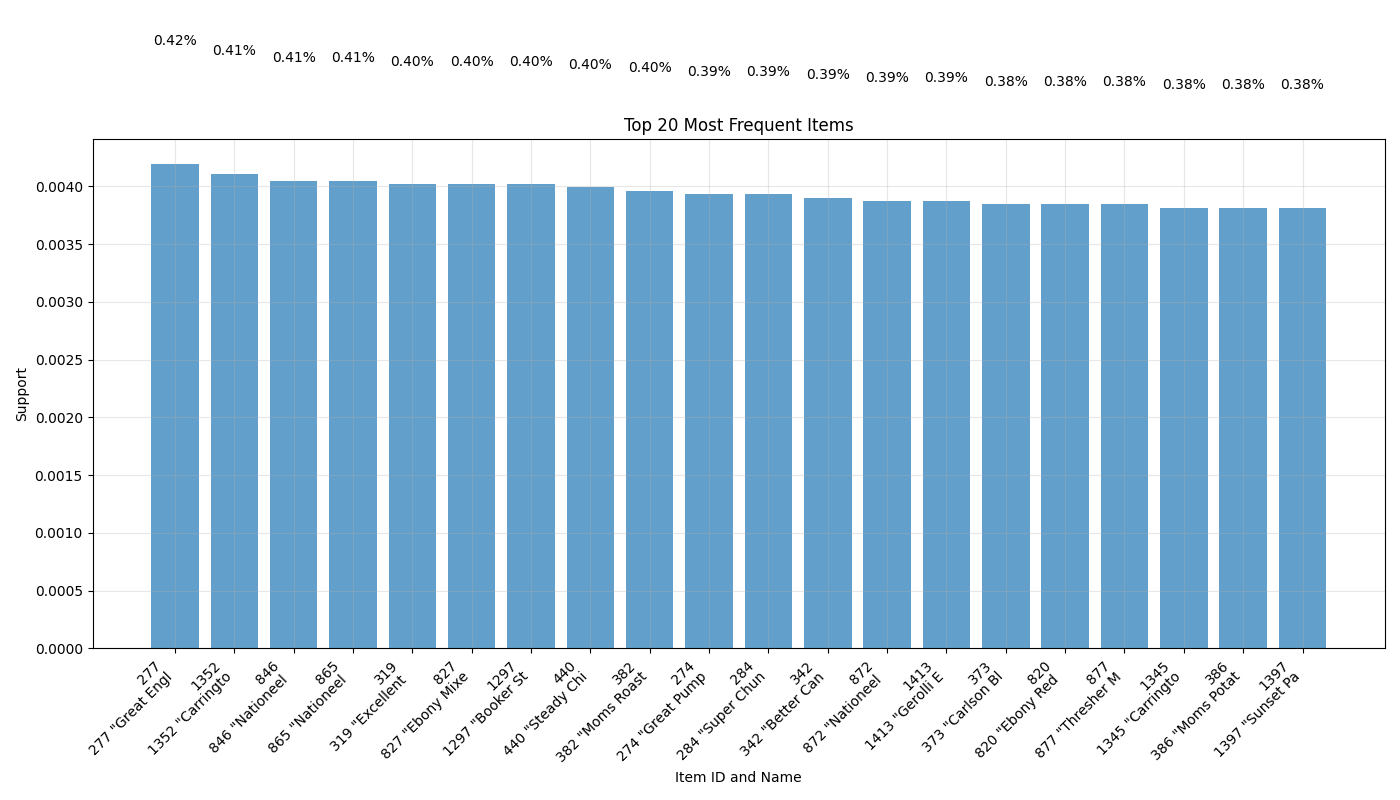 0.42% 0.41% 0.41% 0.41% 0.40% 0.40% 0.40% 0.40% 0.40% 0.39% 0.39% 0.39% 0.39% 0.39% 0.38% 0.38% 0.38% 0.38% 0.38% 0.38%
Top 20 Most Frequent Items
0.0040
0.0035
0.0030
0.0025
0.0020
0.0015
0.0010
0.0005
0.0000
Support
277
277 "Great Engl
1352
1352 "Carringto
846
846 "Nationeel
865
865 "Nationeel
319
319 "Excellent
827
827 "Ebony Mixe
1297
1297 "Booker St
440
440 "Steady Chi
382
382 "Moms Roast
274
274 "Great Pump
284
284 "Super Chun
342
342 "Better Can
872
872 "Nationeel
1413
1413 "Gerolli E
373
373 "Carlson Bl
820
820 "Ebony Red
877
877 "Thresher M
1345
1345 "Carringto
386
386 "Moms Potat
1397
1397 "Sunset Pa
Item ID and Name